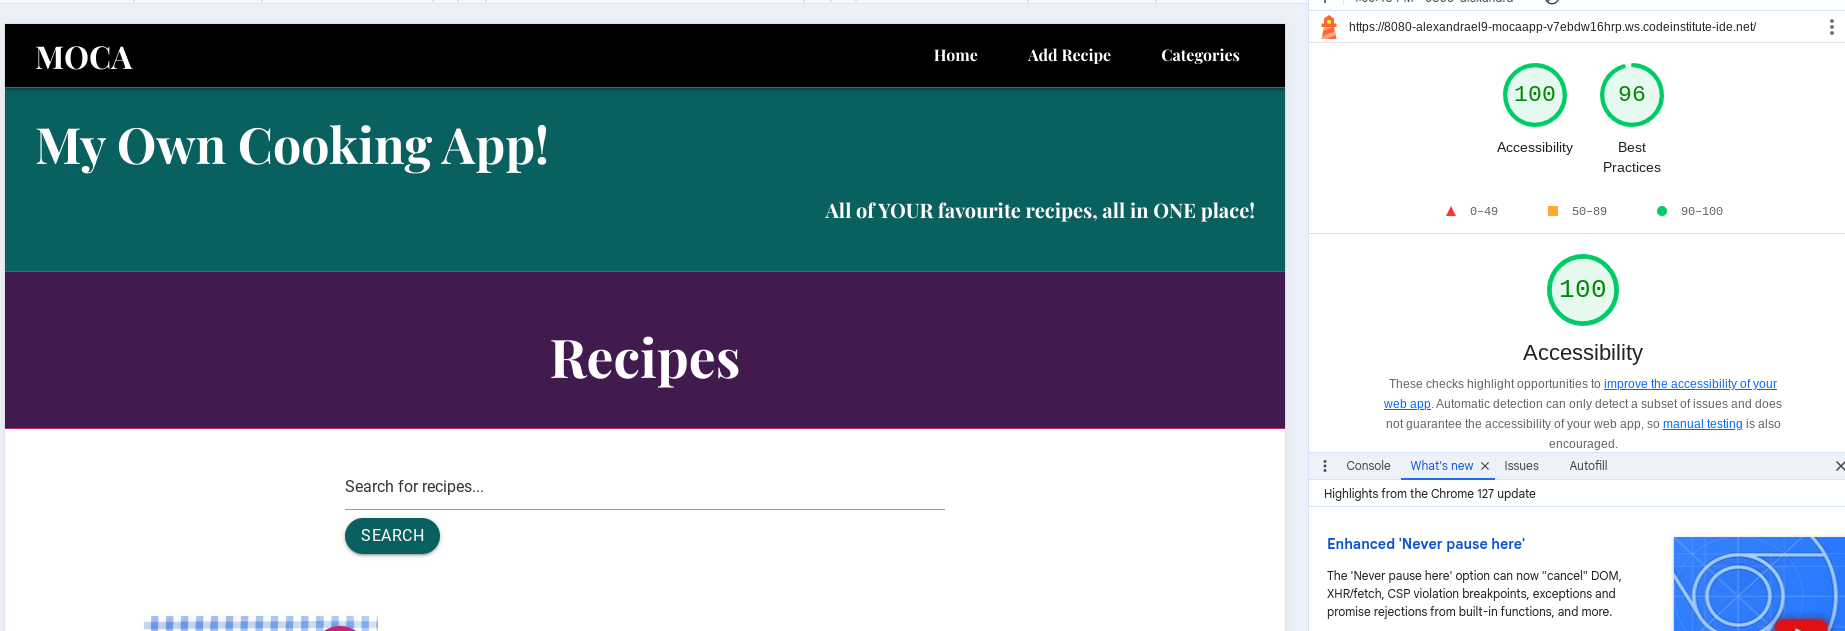 MOCA
Home
Add Recipe
Categories
My Own Cooking App!
All of YOUR favourite recipes, all in ONE place!
Recipes
Search for recipes...
SEARCH
https://8080-alexandrael9-mocaapp-v7ebdw16hrp.ws.codeinstitute-ide.net/
100
96
Accessibility
Best
Practices
0–49
50–89
90–100
100
Accessibility
These checks highlight opportunities to improve the accessibility of your
web app. Automatic detection can only detect a subset of issues and does
not guarantee the accessibility of your web app, so manual testing is also
encouraged.
Console
What's new
Issues
Autofill
Highlights from the Chrome 127 update
Enhanced 'Never pause here'
The 'Never pause here' option can now "cancel" DOM,
XHR/fetch, CSP violation breakpoints, exceptions and
promise rejections from built-in functions, and more.